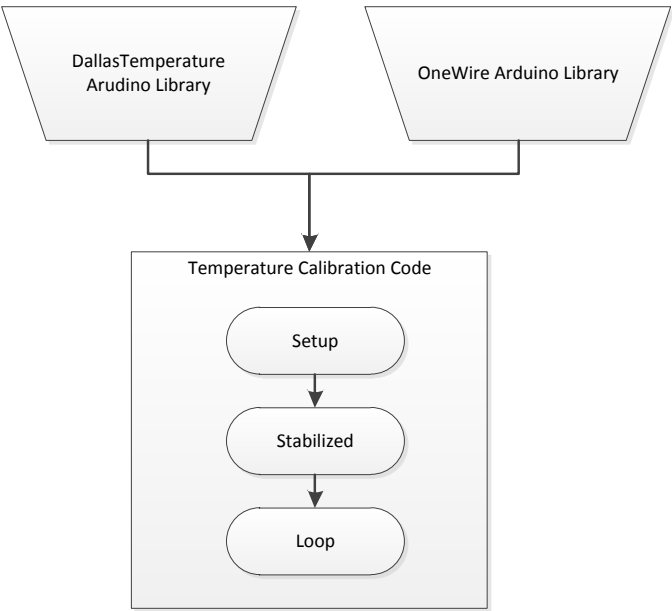 DallasTemperature
Arudino Library
OneWire Arduino Library
Temperature Calibration Code
Setup
Stabilized
Loop